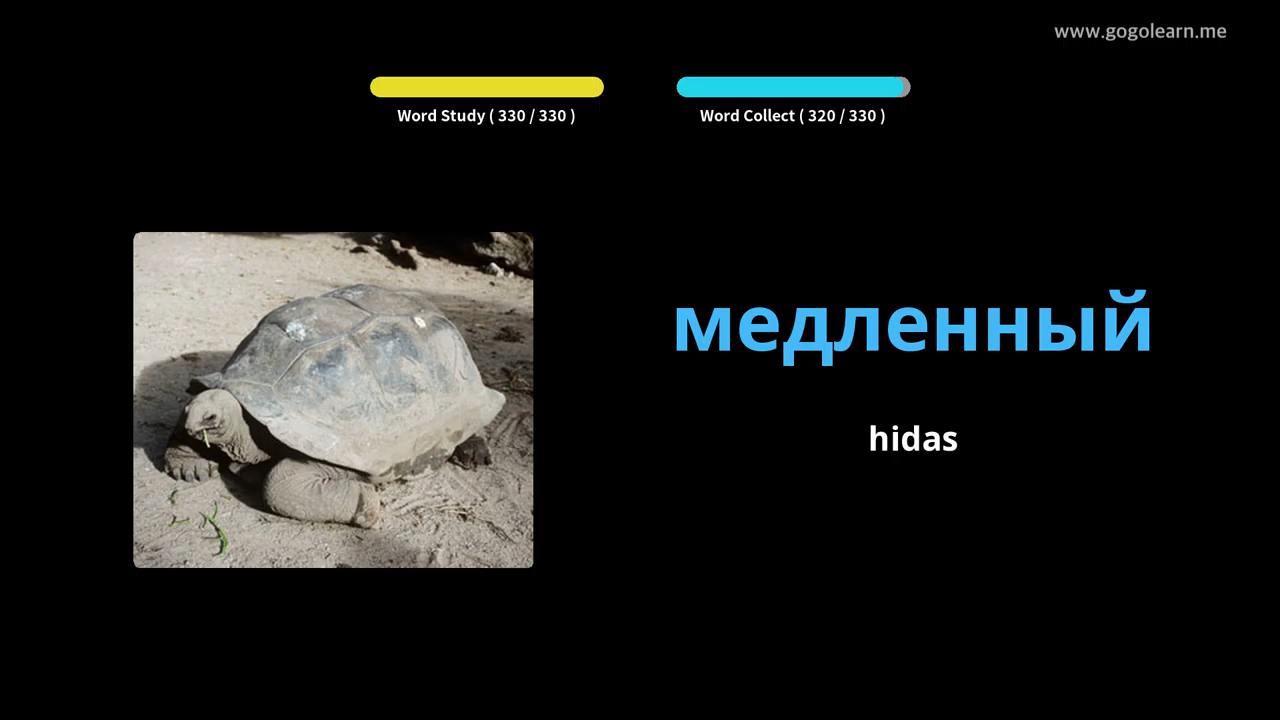 www.gogolearn.me
Word Study ( 330 / 330 )
Word Collect ( 320 / 330 )
медленный
hidas